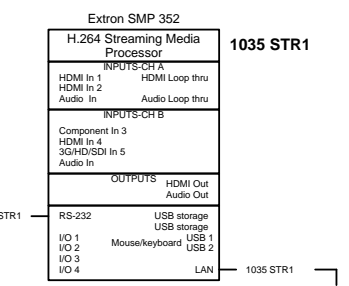 Extron SMP 352
H.264 Streaming Media
Processor
1035 STR1
INPUTS-CH A
HDMI In 1 HDMI Loop thru
HDMI In 2
Audio In Audio Loop thru
INPUTS-CH B
Component In 3
HDMI In 4
3G/HD/SDI In 5
Audio In
OUTPUTS
HDMI Out
Audio Out
STR1 RS-232 USB storage
USB storage
I/O 1 Mouse/keyboard USB 1
I/O 2 USB 2
I/O 3
I/O 4 LAN 1035 STR1